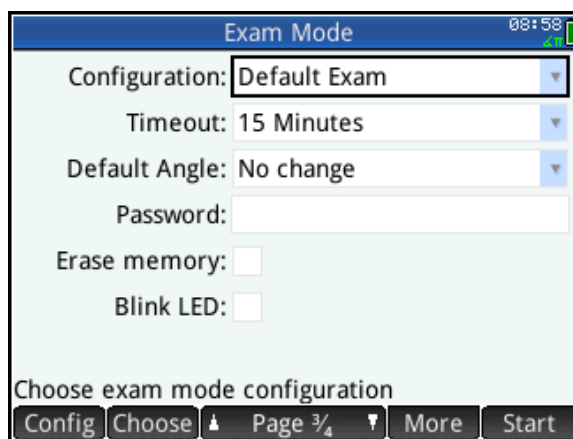 Exam Mode 08:58
∡π
Configuration: Default Exam
Timeout: 15 Minutes
Default Angle: No change
Password:
Erase memory:
Blink LED:
Choose exam mode configuration
Config Choose Page ¾ More Start